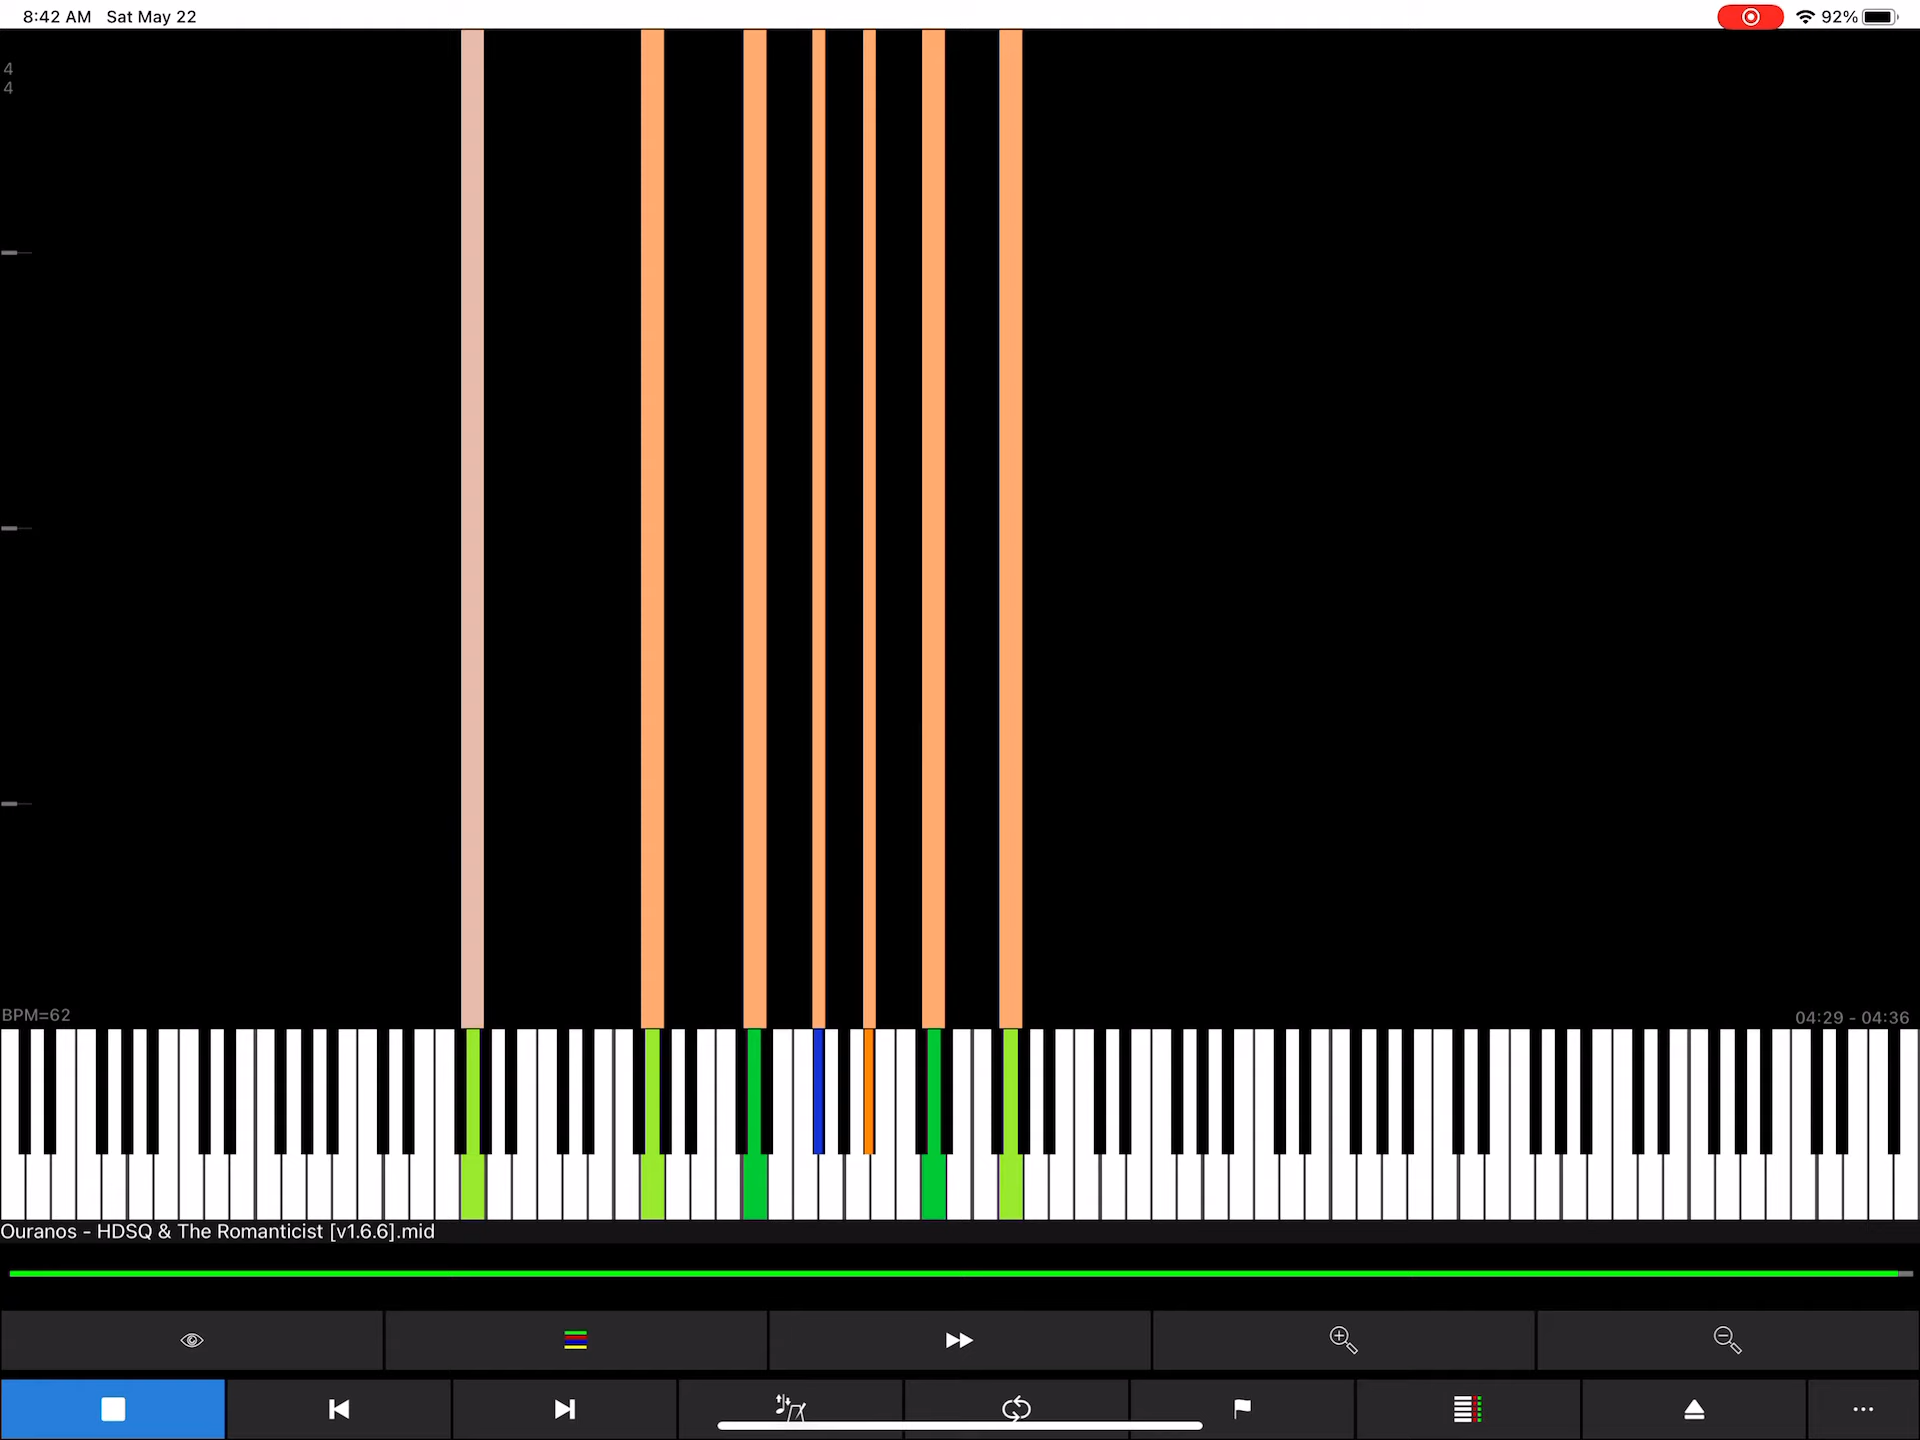 8:42 AM Sat May 22
92%
4
4
BPM=62
04:29 - 04:36
Ouranos - HDSQ & The Romanticist [v1.6.6].mid